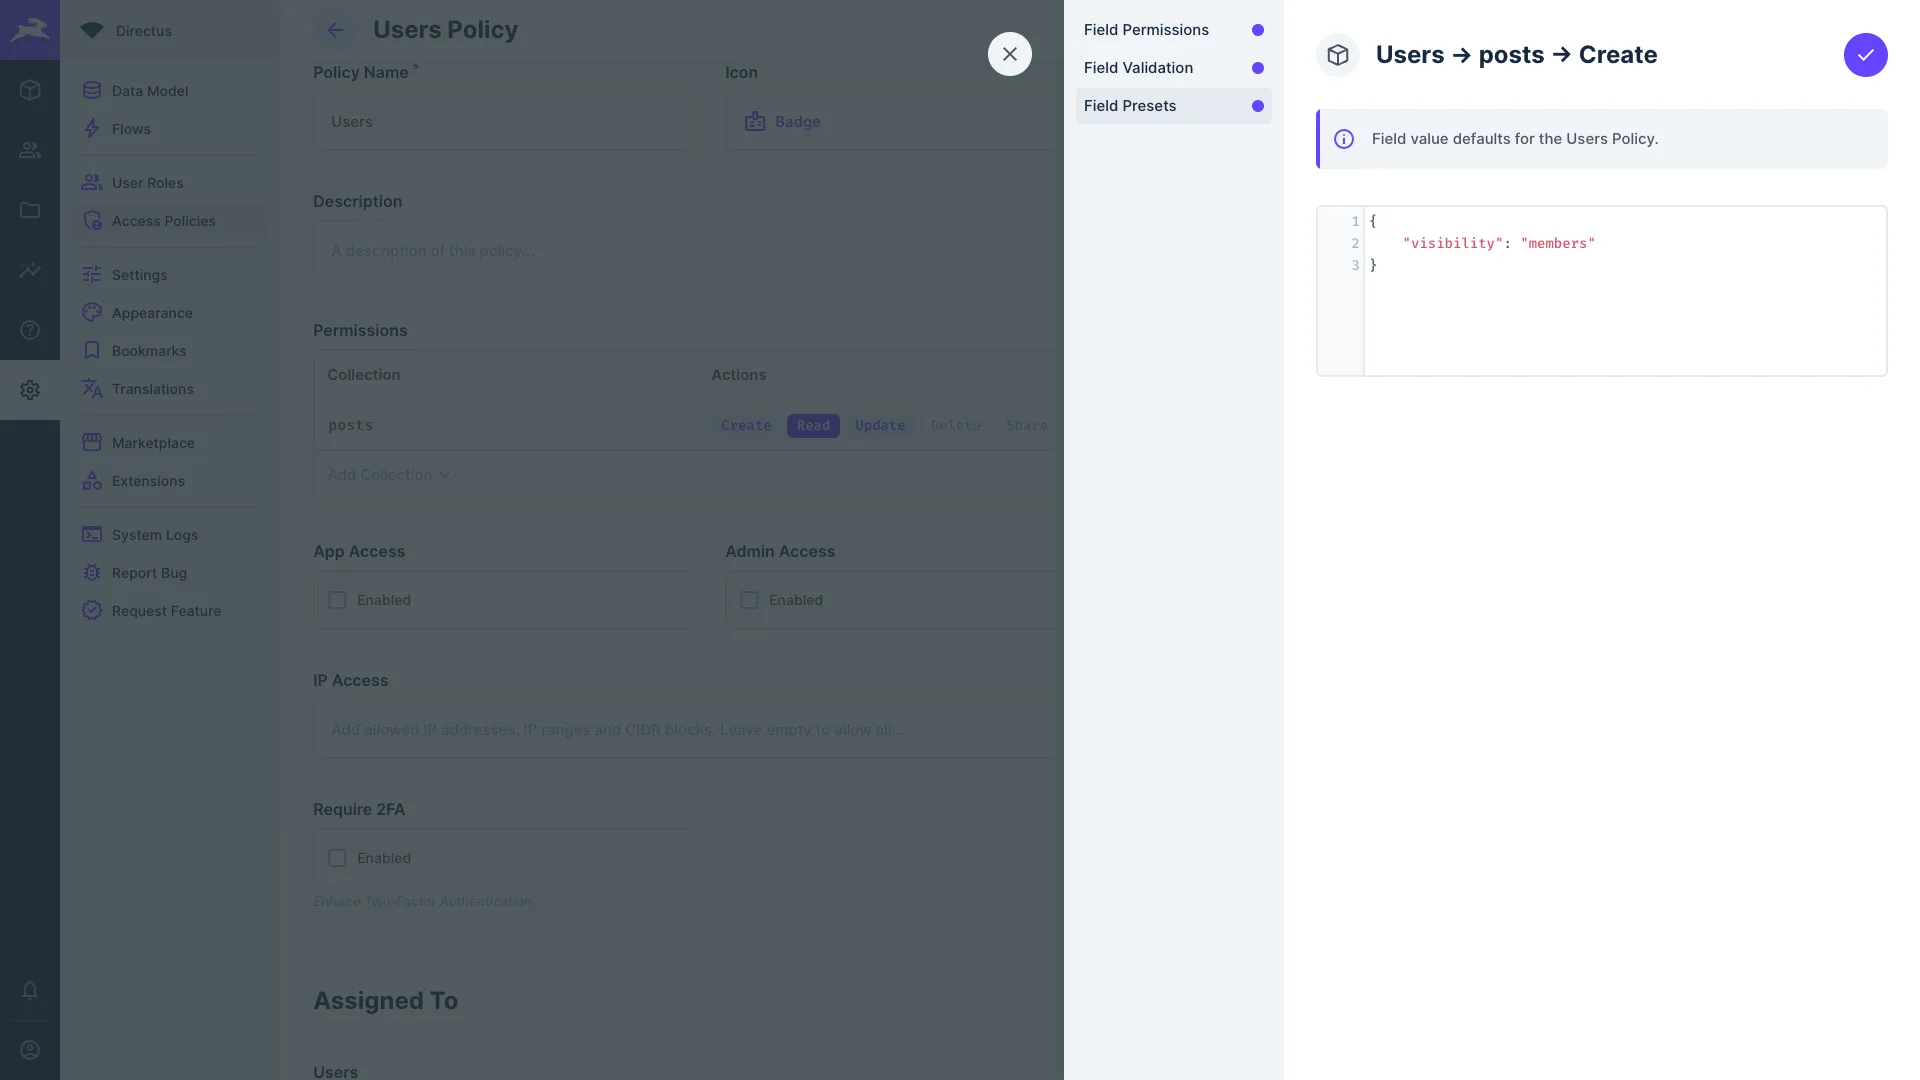 Directus
Data Model
Flows
User Roles
Access Policies
Settings
Appearance
Bookmarks
Translations
Marketplace
Extensions
System Logs
Report Bug
Request Feature
Users Policy
Policy Name *
Icon
Users
Badge
Description
A description of this policy...
Permissions
Collection
Actions
posts
Create
Read
Update
Delete
Share
Add Collection
App Access
Admin Access
Enabled
Enabled
IP Access
Add allowed IP addresses, IP ranges and CIDR blocks. Leave empty to allow all...
Require 2FA
Enabled
Enforce Two-Factor Authentication
Assigned To
Users
Field Permissions
Field Validation
Field Presets
Users → posts → Create
Field value defaults for the Users Policy.
1 {
2 "visibility": "members"
3 }